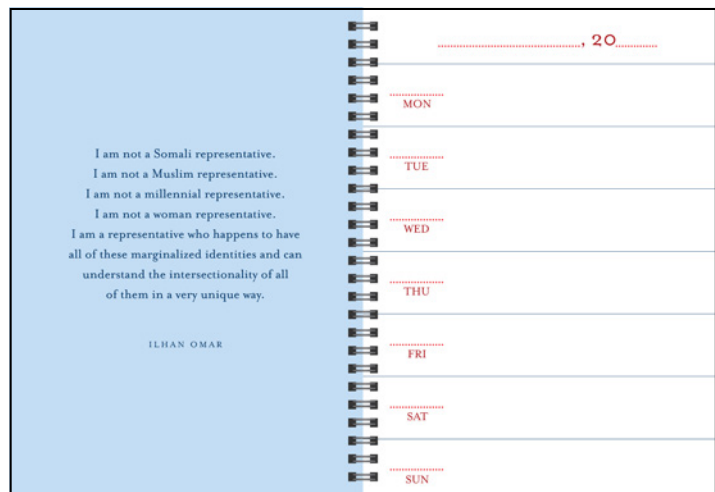 I am not a Somali representative.
I am not a Muslim representative.
I am not a millennial representative.
I am not a woman representative.
I am a representative who happens to have
all of these marginalized identities and can
understand the intersectionality of all
of them in a very unique way.
ILHAN OMAR
, 20
MON
TUE
WED
THU
FRI
SAT
SUN